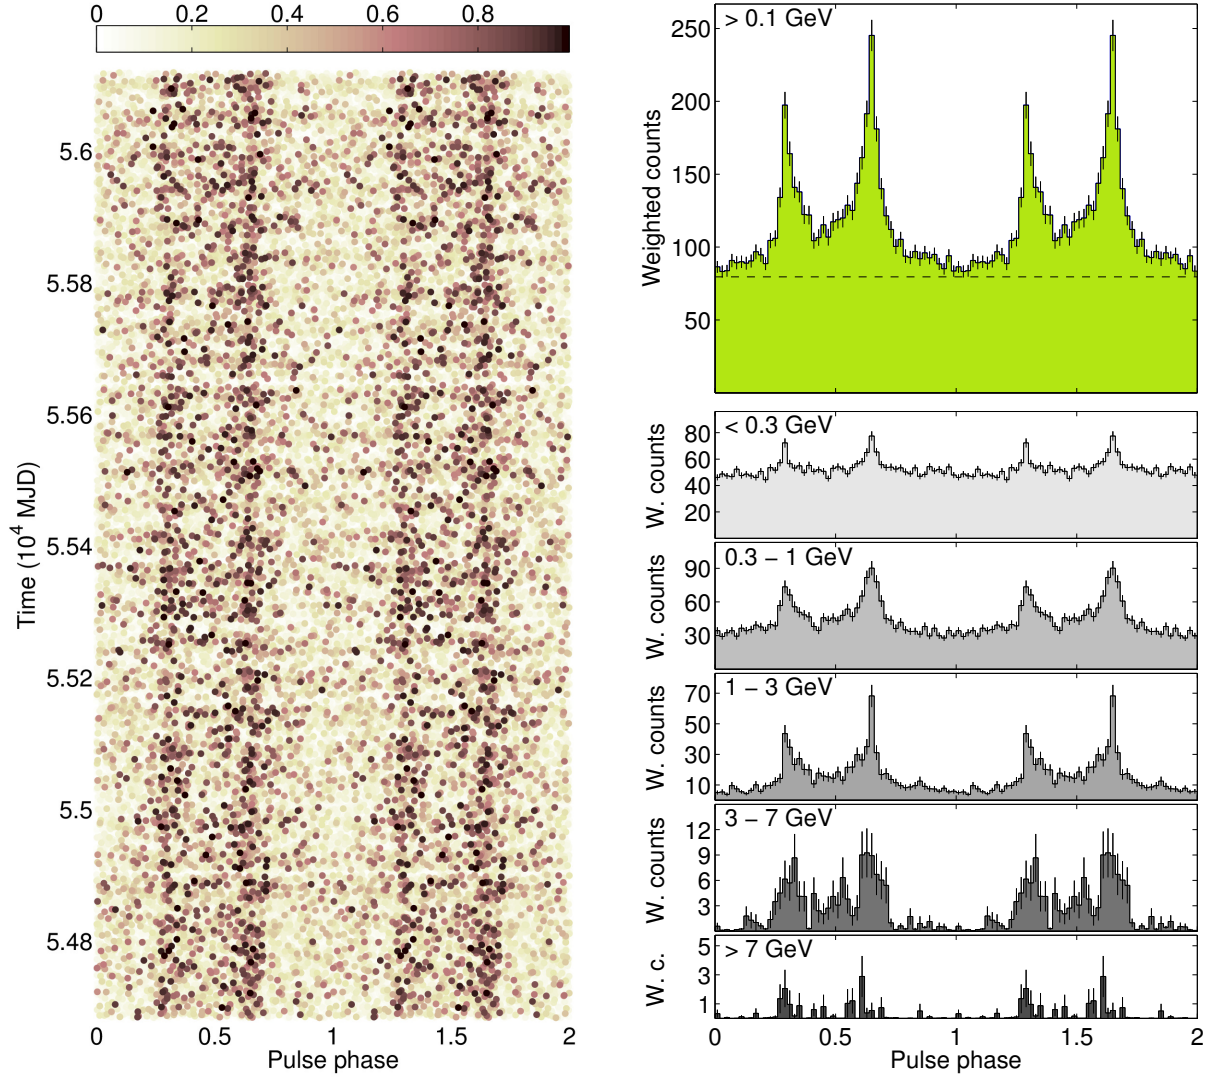 0 0.2 0.4 0.6 0.8
5.6
5.58
5.56
5.54
5.52
5.5
5.48
Time (10⁴ MJD)
0 0.5 1 1.5 2
Pulse phase
> 0.1 GeV
250
200
150
100
50
Weighted counts
< 0.3 GeV
80
60
40
20
W. counts
0.3 − 1 GeV
90
60
30
W. counts
1 − 3 GeV
70
50
30
10
W. counts
3 − 7 GeV
12
9
6
3
W. counts
> 7 GeV
5
3
1
W. c.
0 0.5 1 1.5 2
Pulse phase